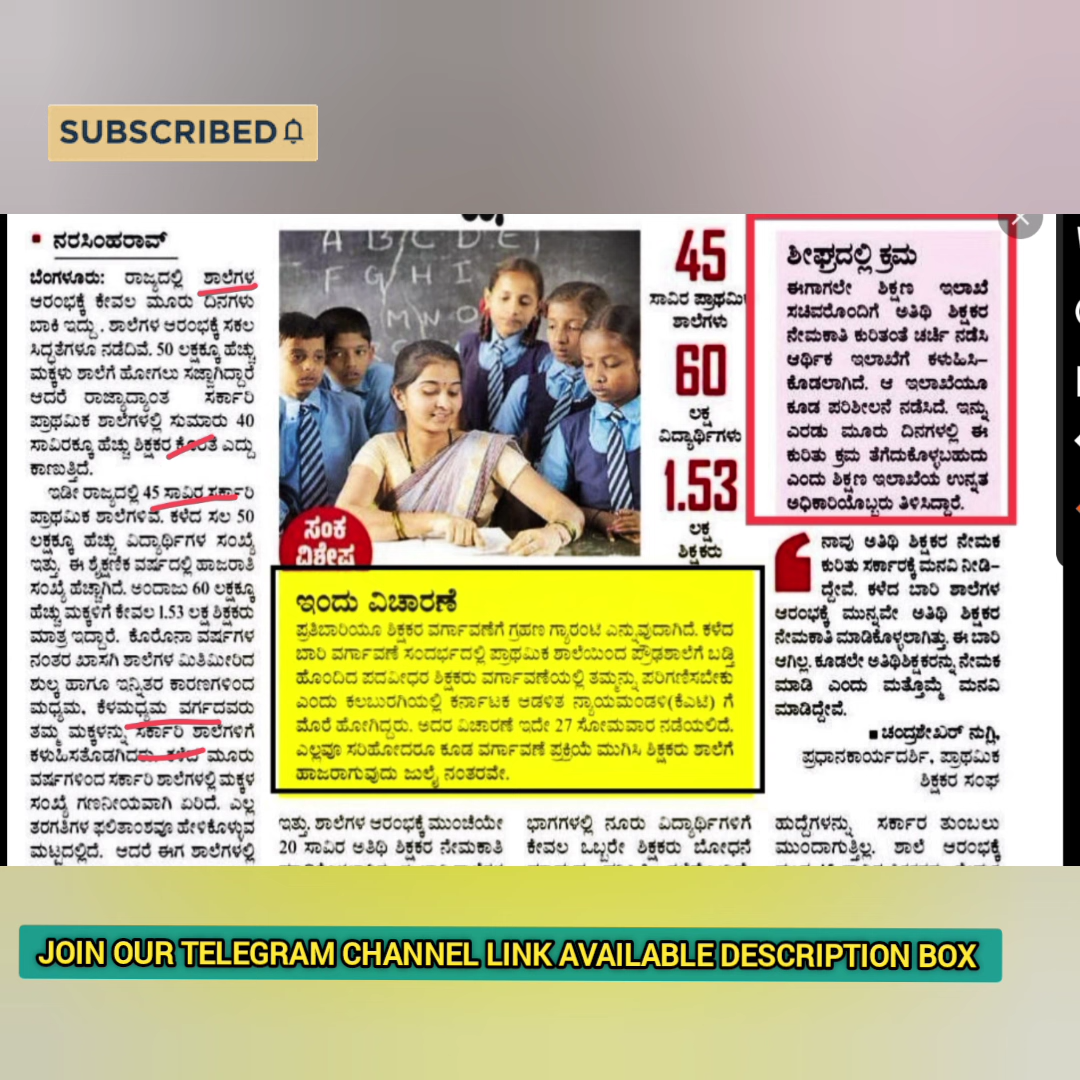 SUBSCRIBED
ನರಸಿಂಹರಾವ್
ಬೆಂಗಳೂರು: ರಾಜ್ಯದಲ್ಲಿ ಶಾಲೆಗಳ
ಆರಂಭಕ್ಕೆ ಕೇವಲ ಮೂರು ದಿನಗಳು
ಬಾಕಿ ಇದ್ದು . ಶಾಲೆಗಳ ಆರಂಭಕ್ಕೆ ಸಕಲ
ಸಿದ್ಧತೆಗಳೂ ನಡೆದಿವೆ. 50 ಲಕ್ಷಕ್ಕೂ ಹೆಚ್ಚು
ಮಕ್ಕಳು ಶಾಲೆಗೆ ಹೋಗಲು ಸಜ್ಜಾಗಿದ್ದಾರೆ
ಆದರೆ ರಾಜ್ಯಾದ್ಯಾಂತ ಸರ್ಕಾರಿ
ಪ್ರಾಥಮಿಕ ಶಾಲೆಗಳಲ್ಲಿ ಸುಮಾರು 40
ಸಾವಿರಕ್ಕೂ ಹೆಚ್ಚು ಶಿಕ್ಷಕರ ಕೊರತೆ ಎದ್ದು
ಕಾಣುತ್ತಿದೆ.
ಇಡೀ ರಾಜ್ಯದಲ್ಲಿ 45 ಸಾವಿರ ಸರ್ಕಾರಿ
ಪ್ರಾಥಮಿಕ ಶಾಲೆಗಳಿವೆ. ಕಳೆದ ಸಲ 50
ಲಕ್ಷಕ್ಕೂ ಹೆಚ್ಚು ವಿದ್ಯಾರ್ಥಿಗಳ ಸಂಖ್ಯೆ
ಇತ್ತು. ಈ ಶೈಕ್ಷಣಿಕ ವರ್ಷದಲ್ಲಿ ಹಾಜರಾತಿ
ಸಂಖ್ಯೆ ಹೆಚ್ಚಾಗಿದೆ. ಅಂದಾಜು 60 ಲಕ್ಷಕ್ಕೂ
ಹೆಚ್ಚು ಮಕ್ಕಳಿಗೆ ಕೇವಲ 1.53 ಲಕ್ಷ ಶಿಕ್ಷಕರು
ಮಾತ್ರ ಇದ್ದಾರೆ. ಕೊರೊನಾ ವರ್ಷಗಳ
ನಂತರ ಖಾಸಗಿ ಶಾಲೆಗಳ ಮಿತಿಮೀರಿದ
ಶುಲ್ಕ ಹಾಗೂ ಇನ್ನಿತರ ಕಾರಣಗಳಿಂದ
ಮಧ್ಯಮ, ಕೆಳಮಧ್ಯಮ ವರ್ಗದವರು
ತಮ್ಮ ಮಕ್ಕಳನ್ನು ಸರ್ಕಾರಿ ಶಾಲೆಗಳಿಗೆ
ಕಳುಹಿಸತೊಡಗಿದರು. ಕಳೆದ ಮೂರು
ವರ್ಷಗಳಿಂದ ಸರ್ಕಾರಿ ಶಾಲೆಗಳಲ್ಲಿ ಮಕ್ಕಳ
ಸಂಖ್ಯೆ ಗಣನೀಯವಾಗಿ ಏರಿದೆ. ಎಲ್ಲ
ತರಗತಿಗಳ ಫಲಿತಾಂಶವೂ ಹೇಳಿಕೊಳ್ಳುವ
ಮಟ್ಟದಲ್ಲಿದೆ. ಆದರೆ ಈಗ ಶಾಲೆಗಳಲ್ಲಿ
A B C D E
F G H I
M N O
ಸಂಕ
ವಿಶೇಷ
45
ಸಾವಿರ ಪ್ರಾಥಮಿ
ಶಾಲೆಗಳು
60
ಲಕ್ಷ
ವಿದ್ಯಾರ್ಥಿಗಳು
1.53
ಲಕ್ಷ
ಶಿಕ್ಷಕರು
ಇಂದು ವಿಚಾರಣೆ
ಪ್ರತಿಬಾರಿಯೂ ಶಿಕ್ಷಕರ ವರ್ಗಾವಣೆಗೆ ಗ್ರಹಣ ಗ್ಯಾರಂಟಿ ಎನ್ನುವುದಾಗಿದೆ. ಕಳೆದ
ಬಾರಿ ವರ್ಗಾವಣೆ ಸಂದರ್ಭದಲ್ಲಿ ಪ್ರಾಥಮಿಕ ಶಾಲೆಯಿಂದ ಪ್ರೌಢಶಾಲೆಗೆ ಬಡ್ತಿ
ಹೊಂದಿದ ಪದವೀಧರ ಶಿಕ್ಷಕರು ವರ್ಗಾವಣೆಯಲ್ಲಿ ತಮ್ಮನ್ನು ಪರಿಗಣಿಸಬೇಕು
ಎಂದು ಕಲಬುರಗಿಯಲ್ಲಿ ಕರ್ನಾಟಕ ಆಡಳಿತ ನ್ಯಾಯಮಂಡಳಿ(ಕೆಎಟಿ) ಗೆ
ಮೊರೆ ಹೋಗಿದ್ದರು. ಅದರ ವಿಚಾರಣೆ ಇದೇ 27 ಸೋಮವಾರ ನಡೆಯಲಿದೆ.
ಎಲ್ಲವೂ ಸರಿಹೋದರೂ ಕೂಡ ವರ್ಗಾವಣೆ ಪ್ರಕ್ರಿಯೆ ಮುಗಿಸಿ ಶಿಕ್ಷಕರು ಶಾಲೆಗೆ
ಹಾಜರಾಗುವುದು ಜುಲೈ ನಂತರವೇ.
ಇತ್ತು. ಶಾಲೆಗಳ ಆರಂಭಕ್ಕೆ ಮುಂಚೆಯೇ
20 ಸಾವಿರ ಅತಿಥಿ ಶಿಕ್ಷಕರ ನೇಮಕಾತಿ
ಭಾಗಗಳಲ್ಲಿ ನೂರು ವಿದ್ಯಾರ್ಥಿಗಳಿಗೆ
ಕೇವಲ ಒಬ್ಬರೇ ಶಿಕ್ಷಕರು ಬೋಧನೆ
ಶೀಘ್ರದಲ್ಲಿ ಕ್ರಮ
ಈಗಾಗಲೇ ಶಿಕ್ಷಣ ಇಲಾಖೆ
ಸಚಿವರೊಂದಿಗೆ ಅತಿಥಿ ಶಿಕ್ಷಕರ
ನೇಮಕಾತಿ ಕುರಿತಂತೆ ಚರ್ಚೆ ನಡೆಸಿ
ಆರ್ಥಿಕ ಇಲಾಖೆಗೆ ಕಳುಹಿಸಿ–
ಕೊಡಲಾಗಿದೆ. ಆ ಇಲಾಖೆಯೂ
ಕೂಡ ಪರಿಶೀಲನೆ ನಡೆಸಿದೆ. ಇನ್ನು
ಎರಡು ಮೂರು ದಿನಗಳಲ್ಲಿ ಈ
ಕುರಿತು ಕ್ರಮ ತೆಗೆದುಕೊಳ್ಳಬಹುದು
ಎಂದು ಶಿಕ್ಷಣ ಇಲಾಖೆಯ ಉನ್ನತ
ಅಧಿಕಾರಿಯೊಬ್ಬರು ತಿಳಿಸಿದ್ದಾರೆ.
ನಾವು ಅತಿಥಿ ಶಿಕ್ಷಕರ ನೇಮಕ
ಕುರಿತು ಸರ್ಕಾರಕ್ಕೆ ಮನವಿ ನೀಡಿ–
ದ್ದೇವೆ. ಕಳೆದ ಬಾರಿ ಶಾಲೆಗಳ
ಆರಂಭಕ್ಕೆ ಮುನ್ನವೇ ಅತಿಥಿ ಶಿಕ್ಷಕರ
ನೇಮಕಾತಿ ಮಾಡಿಕೊಳ್ಳಲಾಗಿತ್ತು. ಈ ಬಾರಿ
ಆಗಿಲ್ಲ. ಕೂಡಲೇ ಅತಿಥಿಶಿಕ್ಷಕರನ್ನು ನೇಮಕ
ಮಾಡಿ ಎಂದು ಮತ್ತೊಮ್ಮೆ ಮನವಿ
ಮಾಡಿದ್ದೇವೆ.
■ ಚಂದ್ರಶೇಖರ್ ನುಗ್ಲಿ,
ಪ್ರಧಾನಕಾರ್ಯದರ್ಶಿ, ಪ್ರಾಥಮಿಕ
ಶಿಕ್ಷಕರ ಸಂಘ
ಹುದ್ದೆಗಳನ್ನು ಸರ್ಕಾರ ತುಂಬಲು
ಮುಂದಾಗುತ್ತಿಲ್ಲ. ಶಾಲೆ ಆರಂಭಕ್ಕೆ
JOIN OUR TELEGRAM CHANNEL LINK AVAILABLE DESCRIPTION BOX